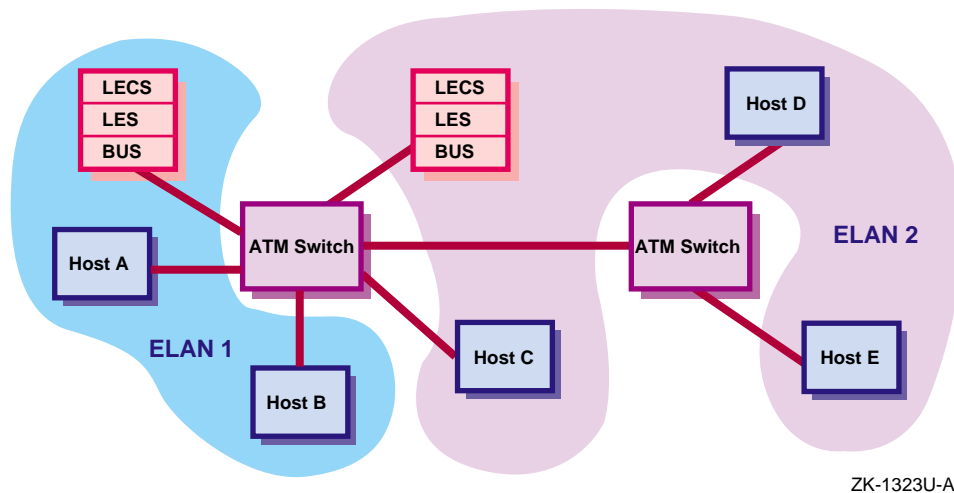 LECS
LES
BUS
LECS
LES
BUS
Host D
ATM Switch
ATM Switch
ELAN 2
Host A
ELAN 1
Host C
Host E
Host B
ZK-1323U-A